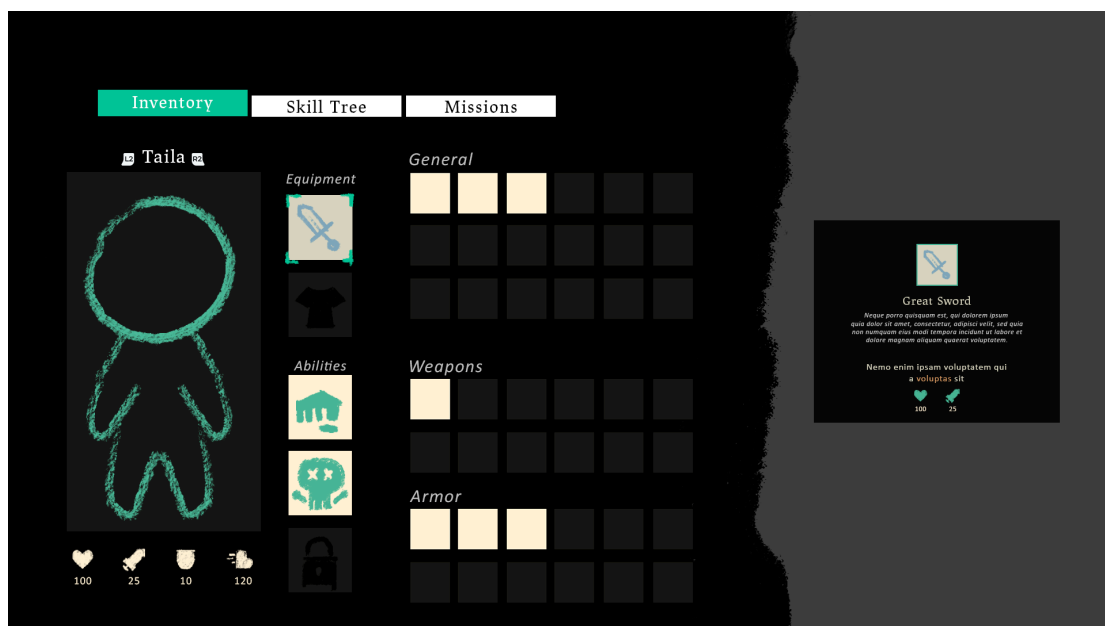 Inventory
Skill Tree
Missions
L2 Taila R2
Equipment
Abilities
100 25 10 120
General
Weapons
Armor
Great Sword
Neque porro quisquam est, qui dolorem ipsum
quia dolor sit amet, consectetur, adipisci velit, sed quia
non numquam eius modi tempora incidunt ut labore et
dolore magnam aliquam quaerat voluptatem.
Nemo enim ipsam voluptatem qui
a voluptas sit
100 25